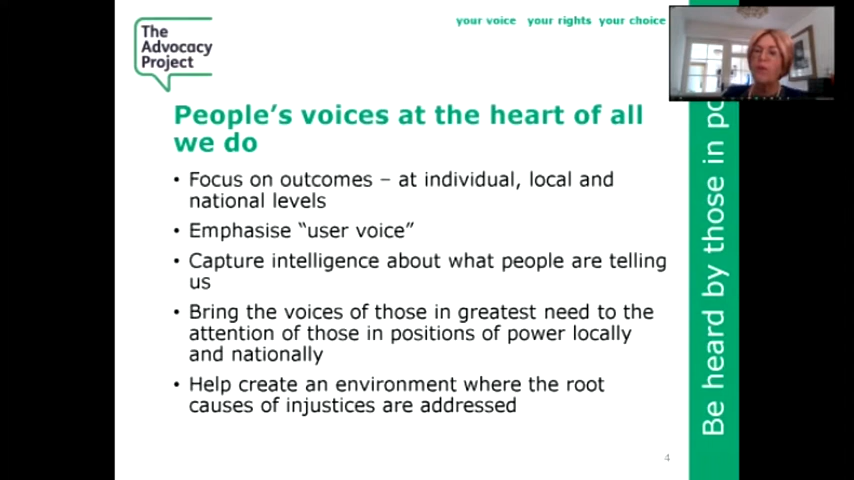 The
Advocacy
Project
your voice your rights your choice
People's voices at the heart of all
we do
• Focus on outcomes – at individual, local and
national levels
• Emphasise “user voice”
• Capture intelligence about what people are telling
us
• Bring the voices of those in greatest need to the
attention of those in positions of power locally
and nationally
• Help create an environment where the root
causes of injustices are addressed
4
Be heard by those in